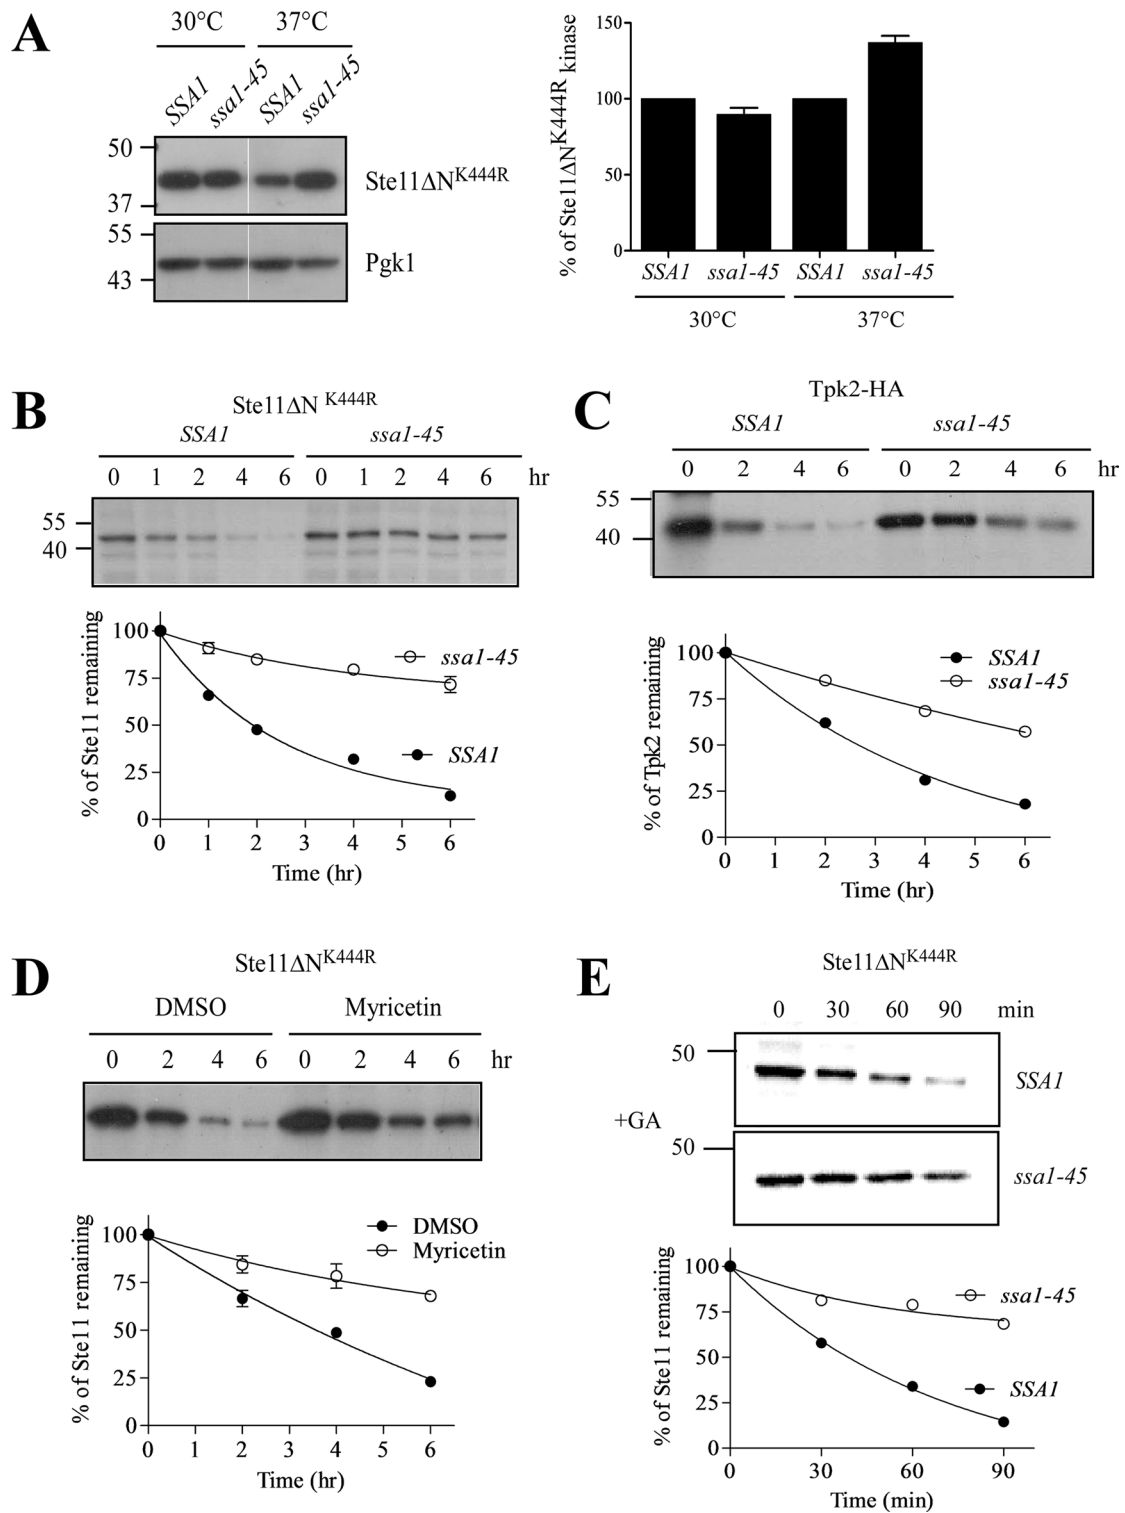 A
30°C 37°C
SSA1 ssa1-45 SSA1 ssa1-45
50
37
Ste11ΔN^K444R
55
43
Pgk1
% of Ste11ΔN^K444R kinase
150
100
50
0
SSA1 ssa1-45 SSA1 ssa1-45
30°C 37°C
B
Ste11ΔN K444R
SSA1 ssa1-45
0 1 2 4 6 0 1 2 4 6 hr
55
40
% of Ste11 remaining
100
75
50
25
0
ssa1-45
SSA1
0 1 2 3 4 5 6
Time (hr)
C
Tpk2-HA
SSA1 ssa1-45
0 2 4 6 0 2 4 6 hr
55
40
% of Tpk2 remaining
100
75
50
25
0
SSA1
ssa1-45
0 1 2 3 4 5 6
Time (hr)
D
Ste11ΔN^K444R
DMSO Myricetin
0 2 4 6 0 2 4 6 hr
% of Ste11 remaining
100
75
50
25
0
DMSO
Myricetin
0 1 2 3 4 5 6
Time (hr)
E
Ste11ΔN^K444R
0 30 60 90 min
50
SSA1
+GA
50
ssa1-45
% of Ste11 remaining
100
75
50
25
0
ssa1-45
SSA1
0 30 60 90
Time (min)